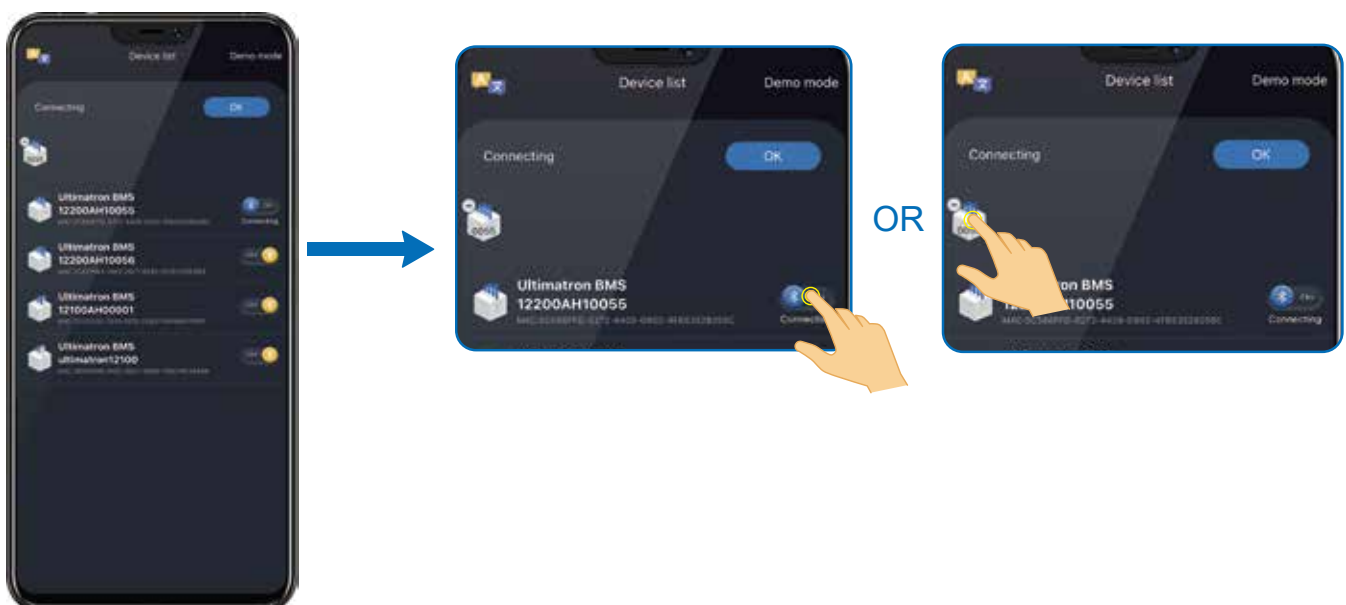 Device list Demo mode
Connecting OK
Ultimatron BMS
12200AH10055
Connecting
Ultimatron BMS
12200AH10056
Ultimatron BMS
12100AH00001
Ultimatron BMS
ultimatron12100
Device list Demo mode
Connecting OK
0055
Ultimatron BMS
12200AH10055
Connecting
OR
Device list Demo mode
Connecting OK
on BMS
10055
Connecting